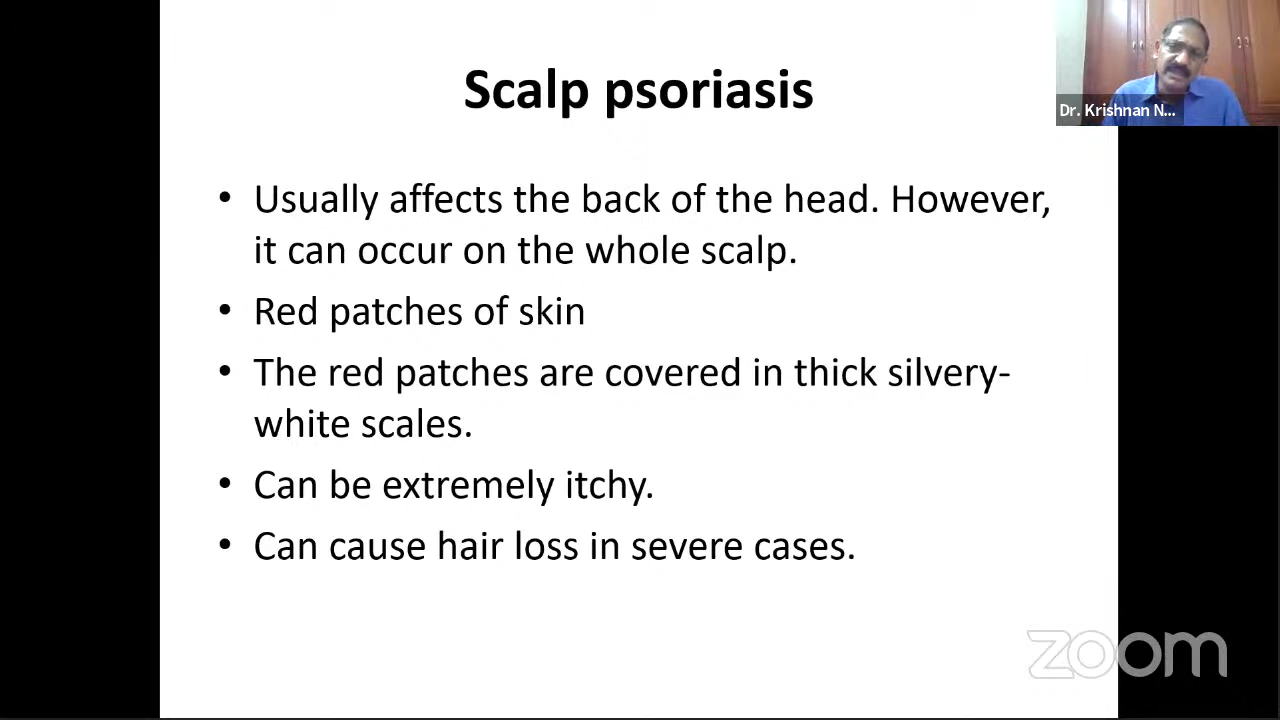 Scalp psoriasis
Dr. Krishnan N...
• Usually affects the back of the head. However,
it can occur on the whole scalp.
• Red patches of skin
• The red patches are covered in thick silvery-
white scales.
• Can be extremely itchy.
• Can cause hair loss in severe cases.
zoom